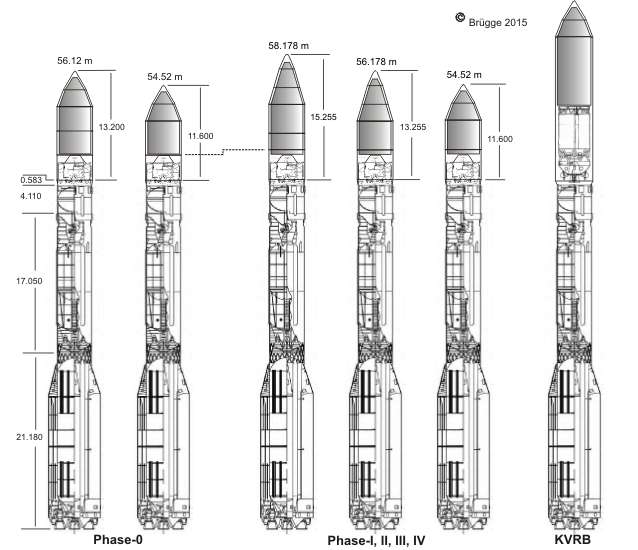 © Brügge 2015
58.178 m
56.12 m
54.52 m
56.178 m
54.52 m
13.200
11.600
15.255
13.255
11.600
0.583
4.110
17.050
21.180
Phase-0
Phase-I, II, III, IV
KVRB